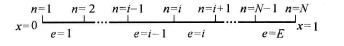 n=1 n=2 n=i−1 n=i n=i+1 n=N−1 n=N
x=0 ... ... x=1
e=1 e=i−1 e=i e=E